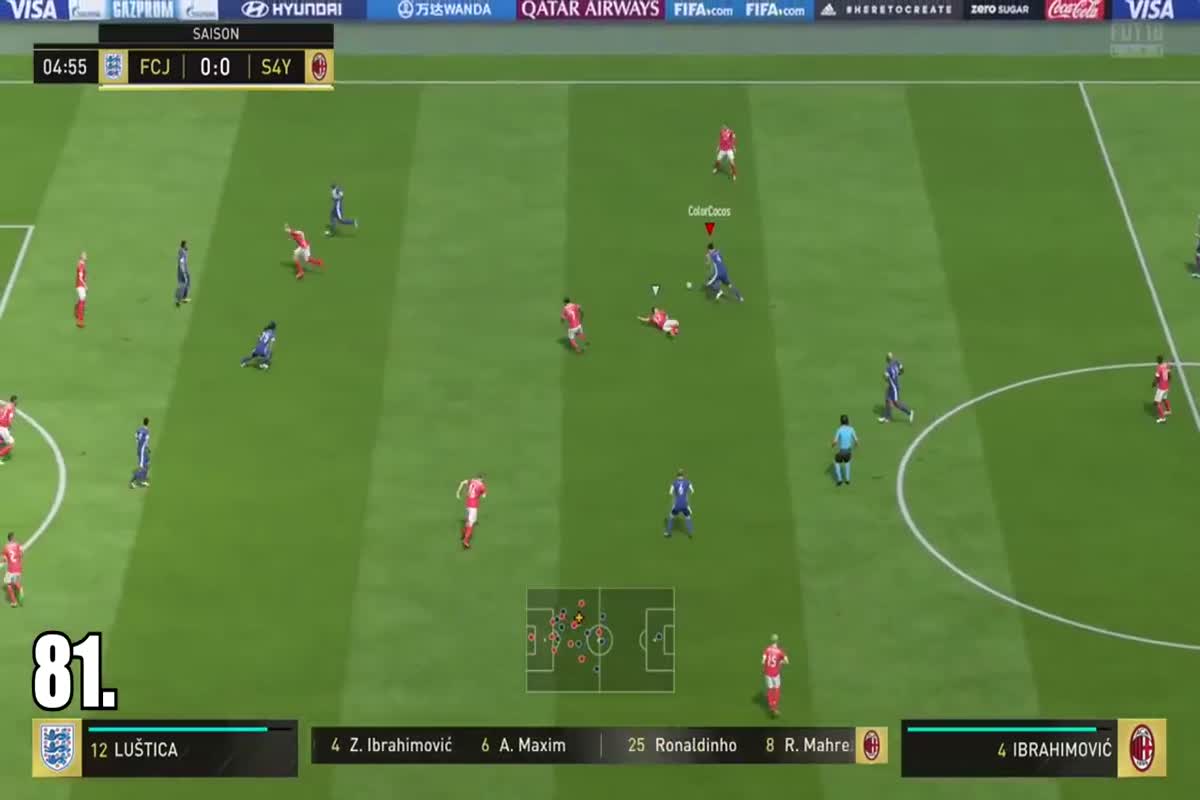 VISA GAZPROM HYUNDAI 万达WANDA QATAR AIRWAYS FIFA.com FIFA.com adidas #HERETOCREATE ZERO SUGAR Coca-Cola VISA
SAISON
04:55 FCJ 0:0 S4Y
ColorCocos
81.
12 LUŠTICA
4 Z. Ibrahimović 6 A. Maxim 25 Ronaldinho 8 R. Mahre
4 IBRAHIMOVIĆ